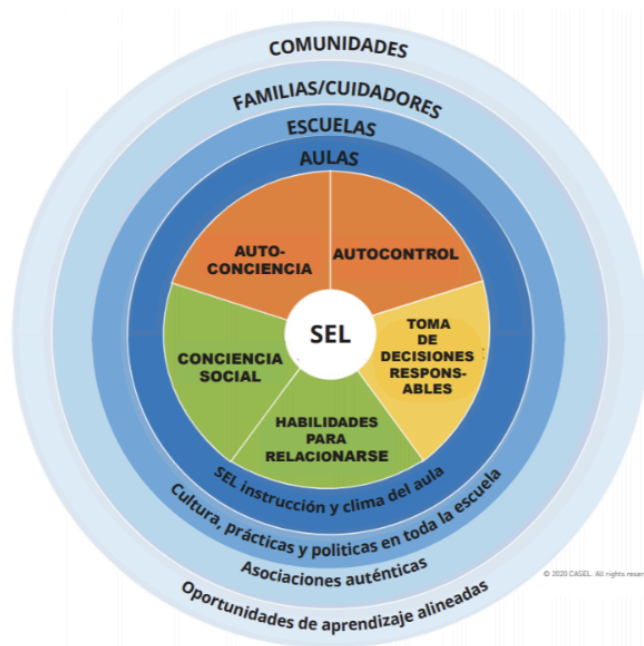 COMUNIDADES
FAMILIAS/CUIDADORES
ESCUELAS
AULAS
AUTO-
CONCIENCIA
AUTOCONTROL
SEL
TOMA
DE
DECISIONES
RESPONS-
ABLES
CONCIENCIA
SOCIAL
HABILIDADES
PARA
RELACIONARSE
SEL instrucción y clima del aula
Cultura, prácticas y politicas en toda la escuela
Asociaciones auténticas
Oportunidades de aprendizaje alineadas
© 2020 CASEL. All rights reser